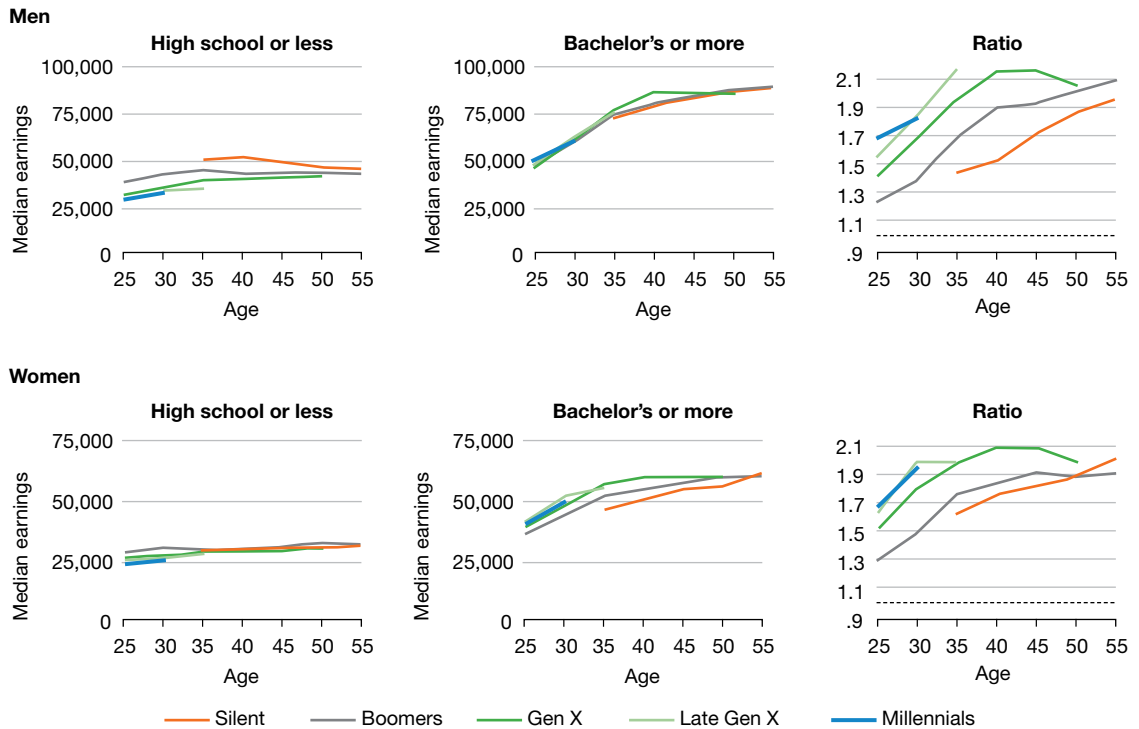 Men
High school or less
Bachelor’s or more
Ratio
Median earnings
100,000
75,000
50,000
25,000
0
25 30 35 40 45 50 55
Age
Median earnings
100,000
75,000
50,000
25,000
0
25 30 35 40 45 50 55
Age
2.1
1.9
1.7
1.5
1.3
1.1
.9
25 30 35 40 45 50 55
Age
Women
High school or less
Bachelor’s or more
Ratio
Median earnings
75,000
50,000
25,000
0
25 30 35 40 45 50 55
Age
Median earnings
75,000
50,000
25,000
0
25 30 35 40 45 50 55
Age
2.1
1.9
1.7
1.5
1.3
1.1
.9
25 30 35 40 45 50 55
Age
Silent Boomers Gen X Late Gen X Millennials